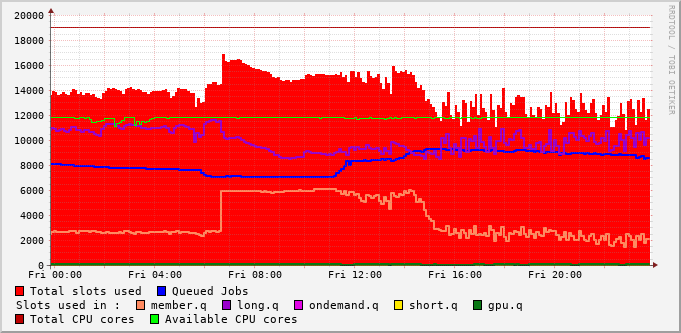 20000
18000
16000
14000
12000
10000
8000
6000
4000
2000
0
Fri 00:00 Fri 04:00 Fri 08:00 Fri 12:00 Fri 16:00 Fri 20:00
Total slots used Queued Jobs
Slots used in : member.q long.q ondemand.q short.q gpu.q
Total CPU cores Available CPU cores
RRDTOOL / TOBI OETIKER